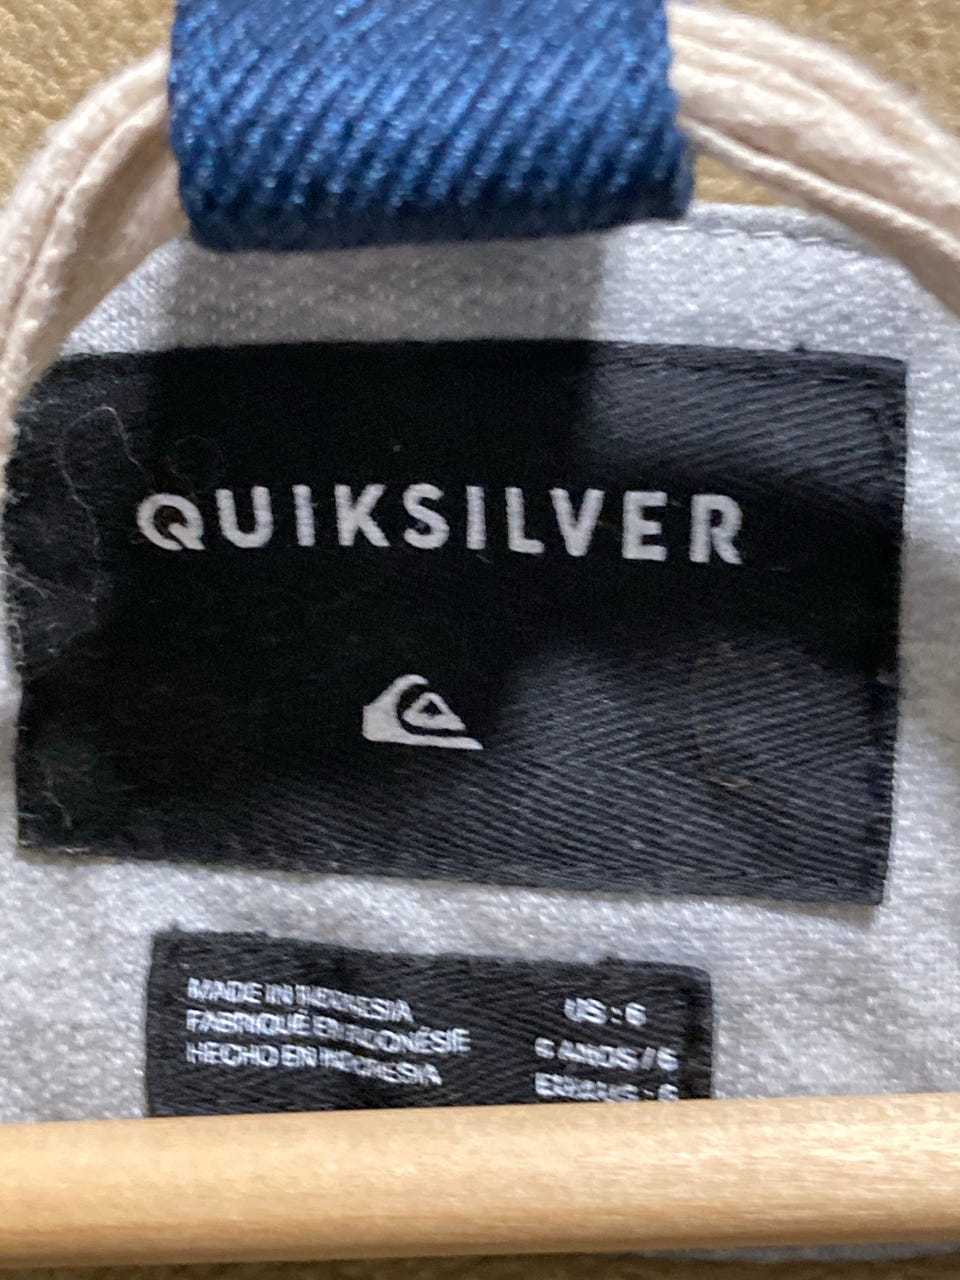 QUIKSILVER
MADE IN INDONESIA
FABRIQUÉ EN INDONÉSIE
HECHO EN INDONESIA
US : 6
6 ANOS / 6